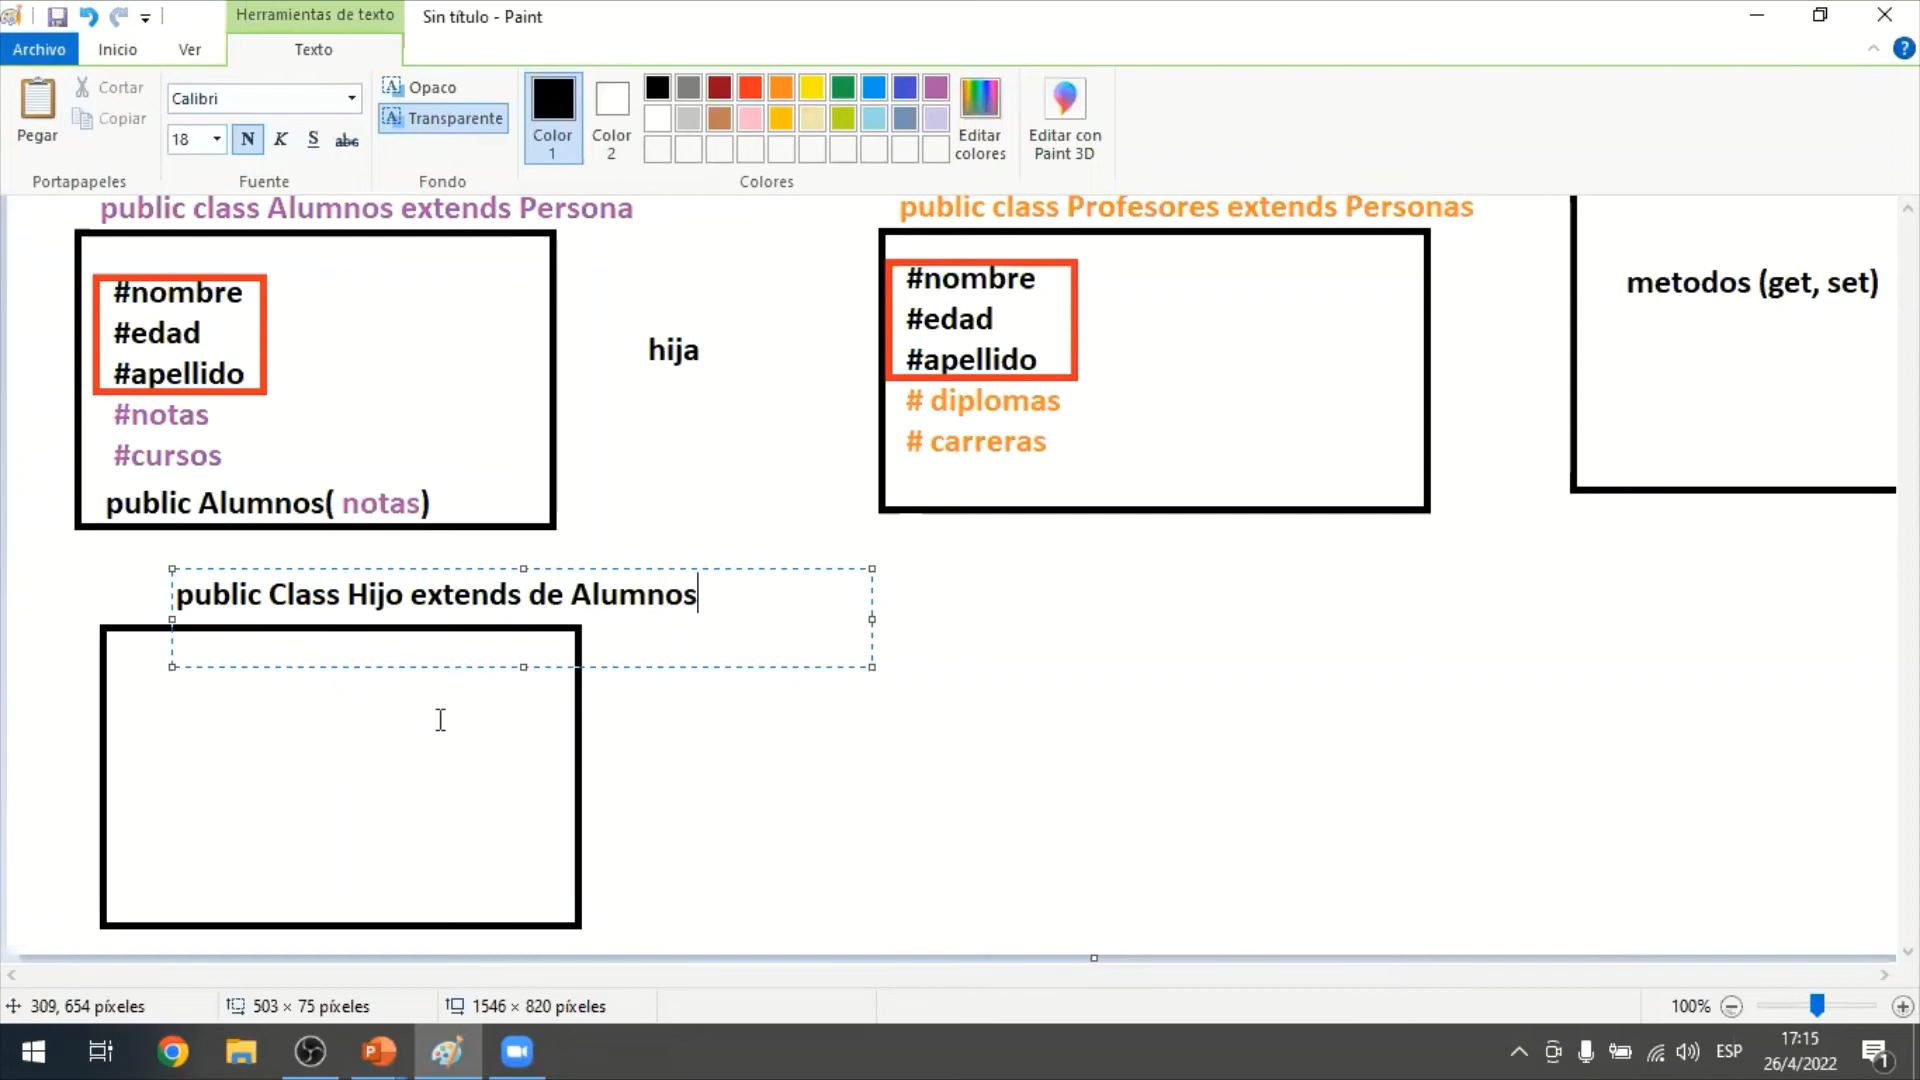 Herramientas de texto
Sin título - Paint
Archivo
Inicio
Ver
Texto
Pegar
Cortar
Copiar
Portapapeles
Calibri
18
N K S abc
Fuente
Opaco
Transparente
Fondo
Color 1
Color 2
Colores
Editar colores
Editar con Paint 3D
public class Alumnos extends Persona
#nombre
#edad
#apellido
#notas
#cursos
public Alumnos( notas)
hija
public class Profesores extends Personas
#nombre
#edad
#apellido
# diplomas
# carreras
metodos (get, set)
public Class Hijo extends de Alumnos
309, 654 píxeles
503 × 75 píxeles
1546 × 820 píxeles
100%
ESP
17:15
26/4/2022
1